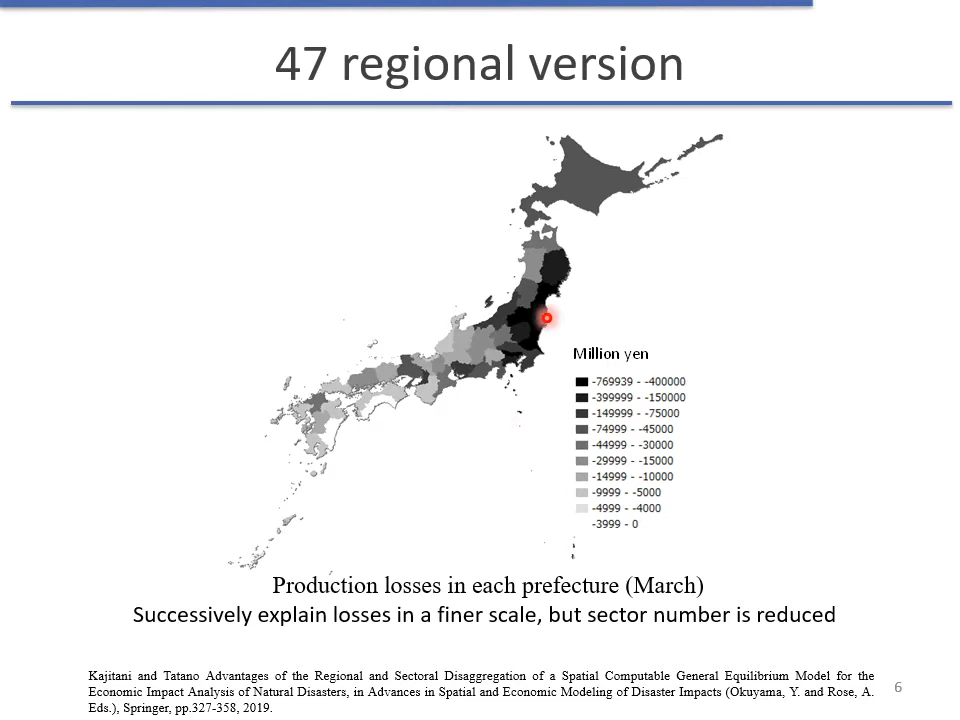 47 regional version
Million yen
-769939 - -400000
-399999 - -150000
-149999 - -75000
-74999 - -45000
-44999 - -30000
-29999 - -15000
-14999 - -10000
-9999 - -5000
-4999 - -4000
-3999 - 0
Production losses in each prefecture (March)
Successively explain losses in a finer scale, but sector number is reduced
Kajitani and Tatano Advantages of the Regional and Sectoral Disaggregation of a Spatial Computable General Equilibrium Model for the
Economic Impact Analysis of Natural Disasters, in Advances in Spatial and Economic Modeling of Disaster Impacts (Okuyama, Y. and Rose, A.
Eds.), Springer, pp.327-358, 2019.
6